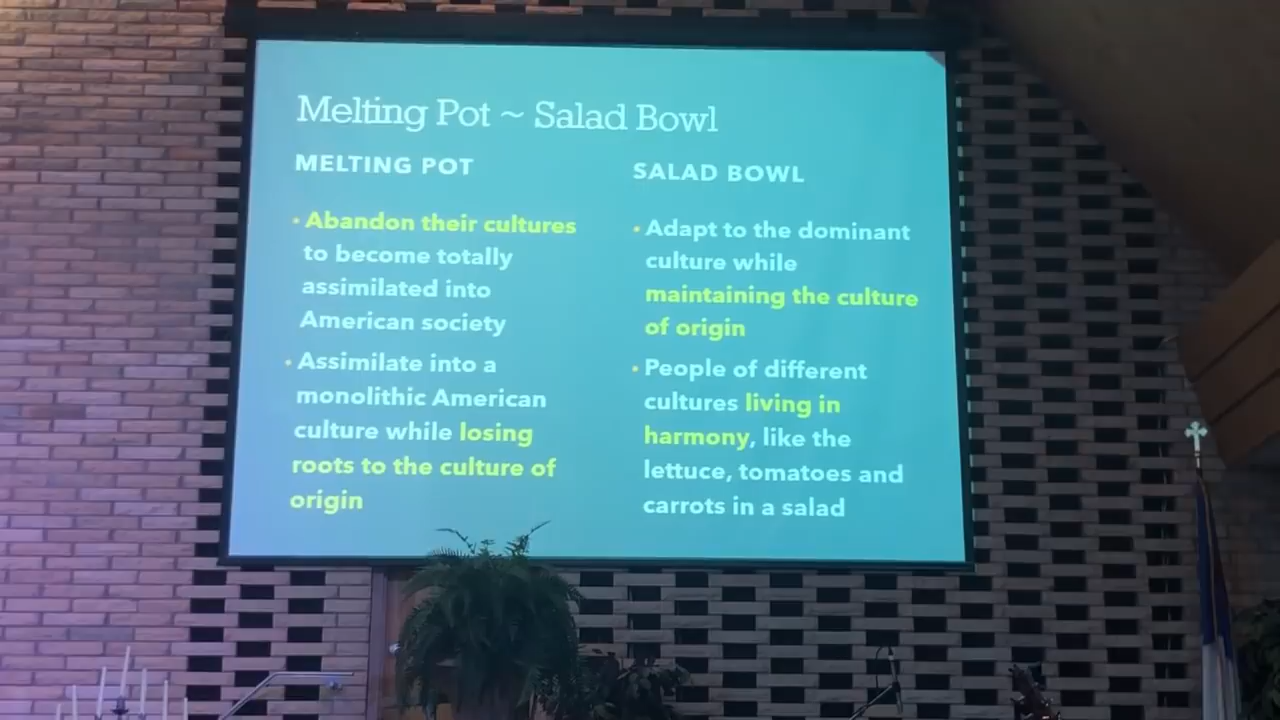 Melting Pot ~ Salad Bowl
MELTING POT
• Abandon their cultures
to become totally
assimilated into
American society
• Assimilate into a
monolithic American
culture while losing
roots to the culture of
origin
SALAD BOWL
• Adapt to the dominant
culture while
maintaining the culture
of origin
• People of different
cultures living in
harmony, like the
lettuce, tomatoes and
carrots in a salad